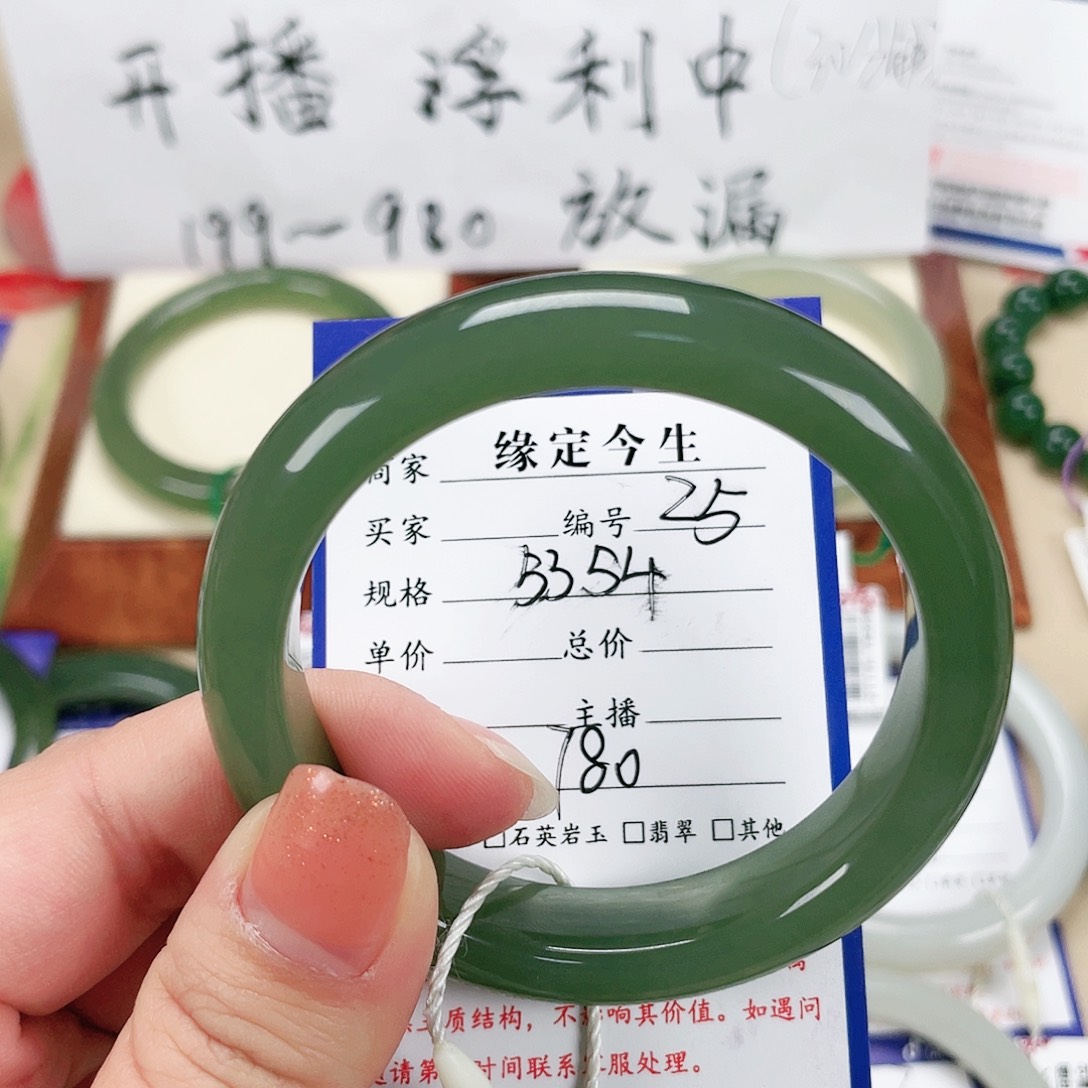 开播 浮利中
199~980 放漏
商家 缘定今生
买家 编号 25
规格 53.54
单价 总价
主播
780
□石英岩玉 □翡翠 □其他
质结构，不影响其价值。如遇问
请第 时间联系客服处理。